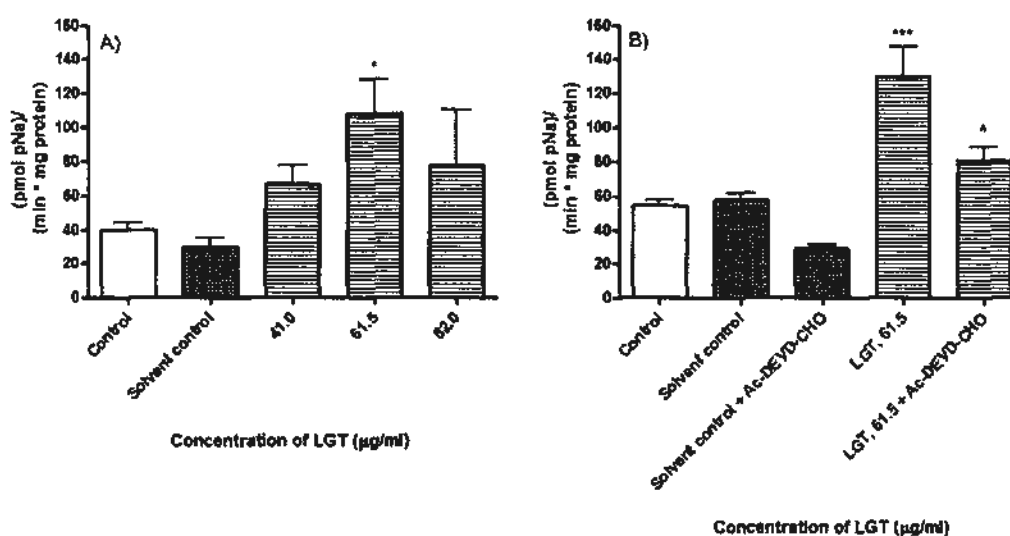 A)
160
140
120
100
80
60
40
20
0
(pmol pNa)/
(min * mg protein)
*
Control
Solvent control
41.0
61.5
82.0
Concentration of LGT (µg/ml)
B)
160
140
120
100
80
60
40
20
0
(pmol pNa)/
(min * mg protein)
***
*
Control
Solvent control
Solvent control + Ac-DEVD-CHO
LGT, 61.5
LGT, 61.5 + Ac-DEVD-CHO
Concentration of LGT (µg/ml)